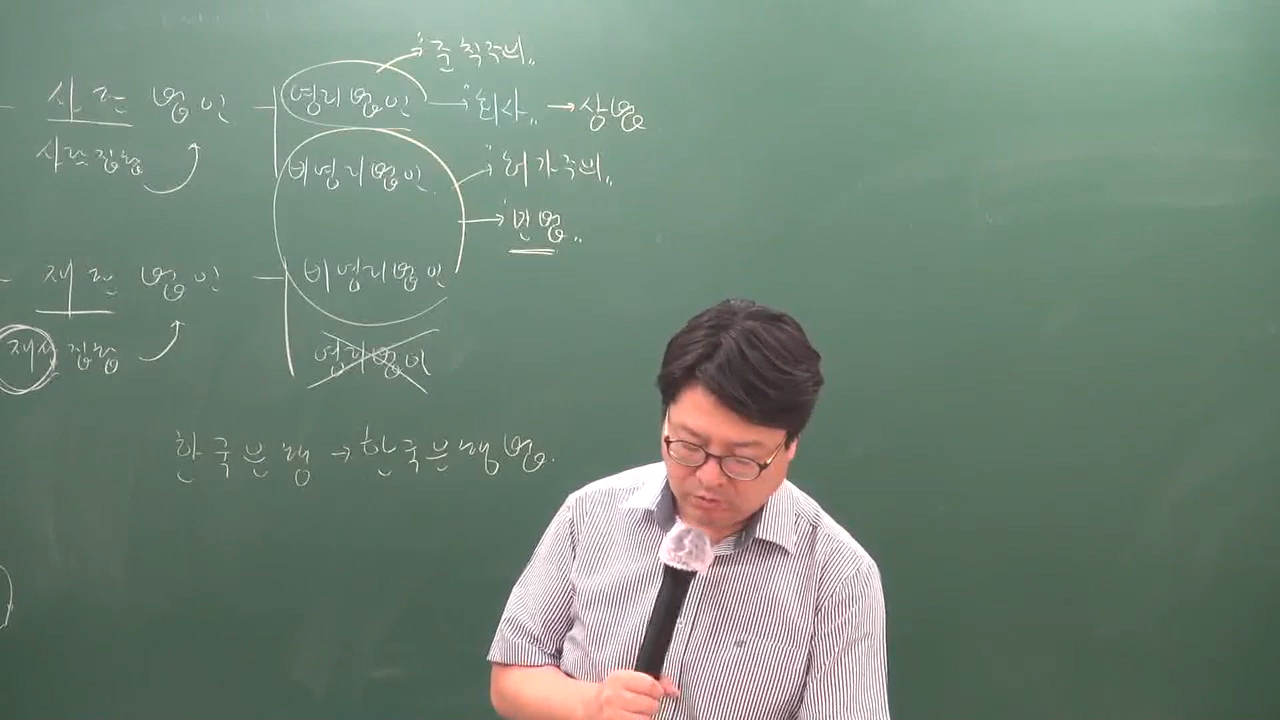 "준칙주의"
사단법인 영리법인 → "회사" → 상법
사단집합
비영리법인 "허가주의"
→ "민법"
재단법인 비영리법인
재산집합 영리법인
한국은행 → 한국은행법.